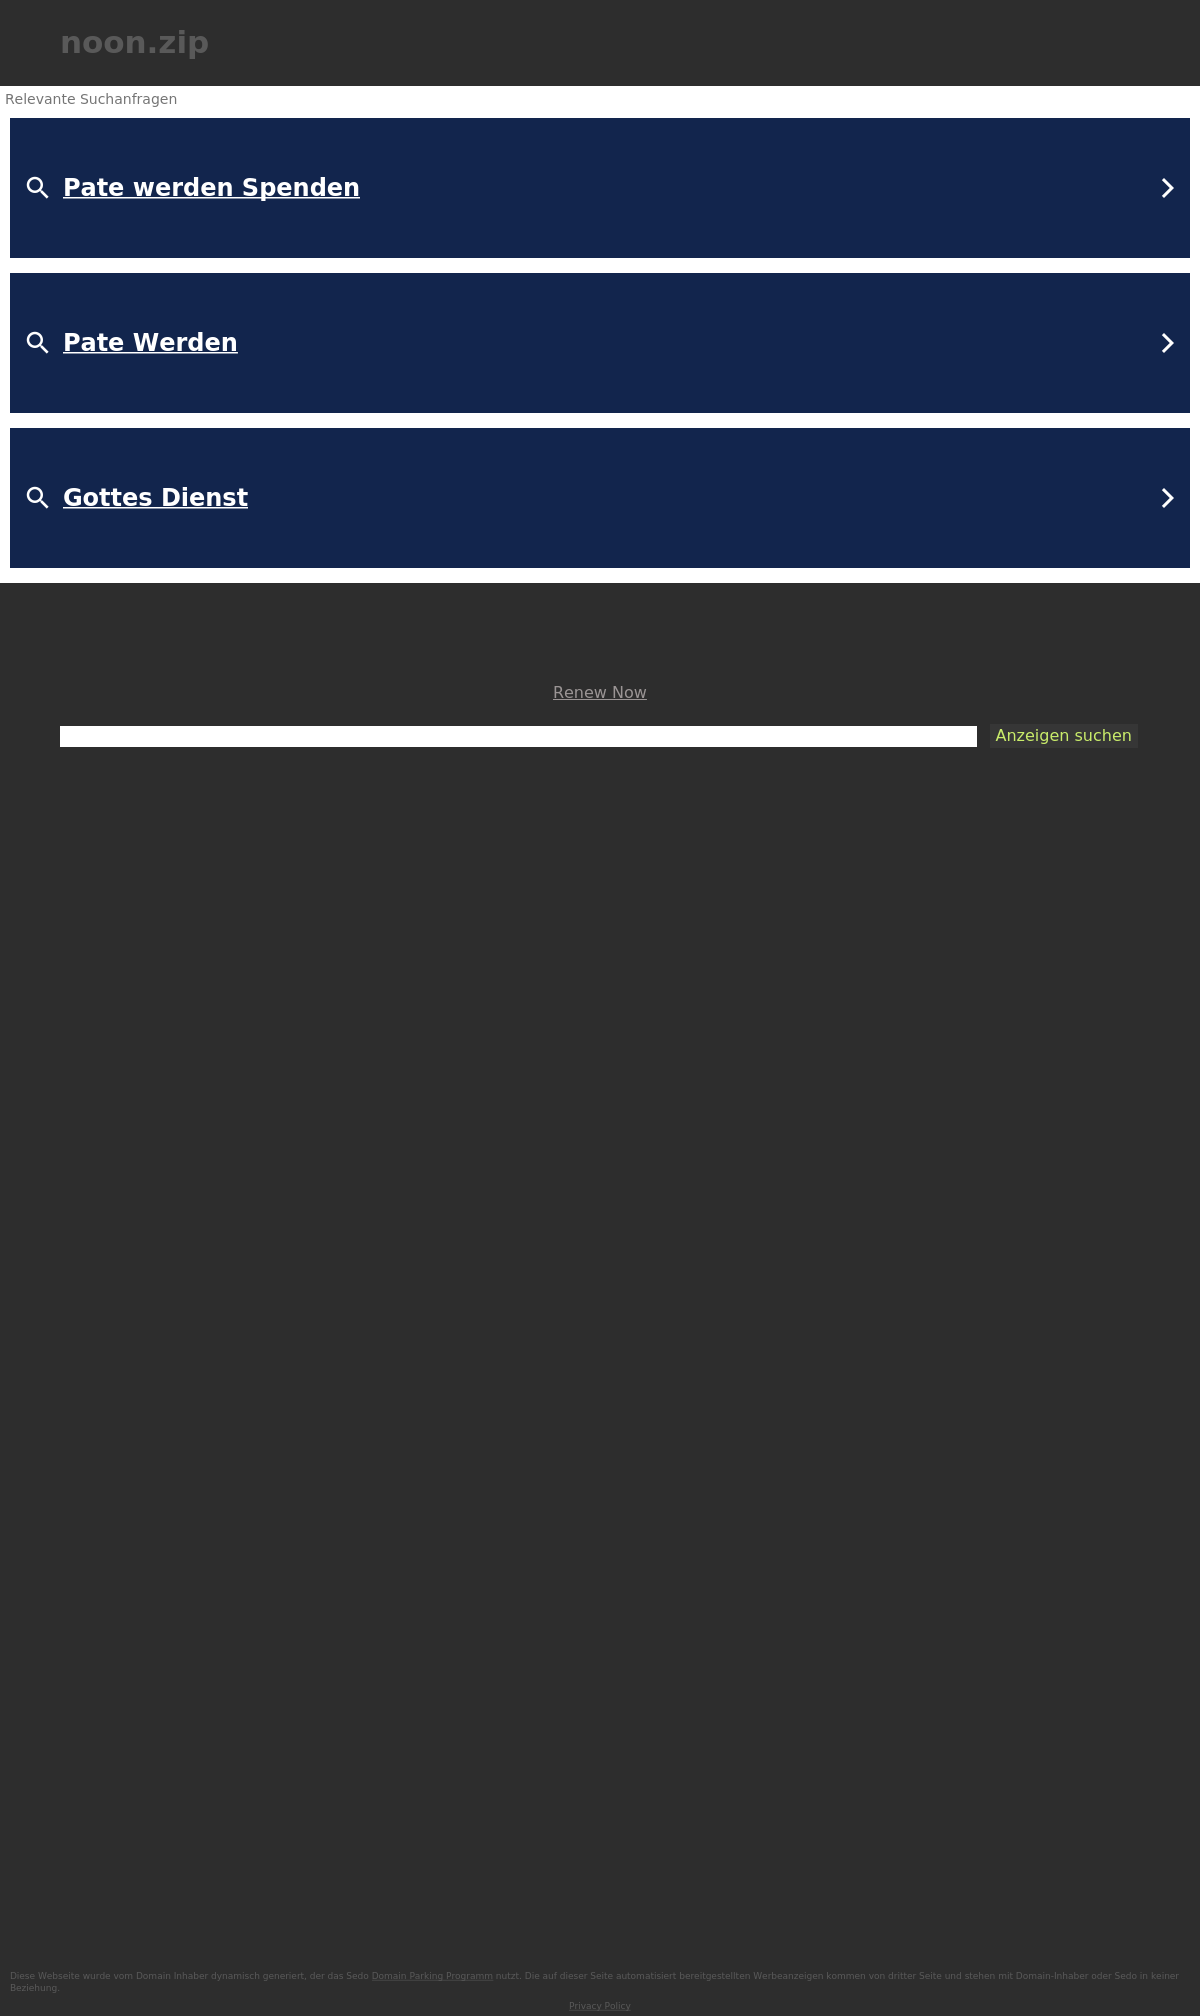 noon.zip
Relevante Suchanfragen
Pate werden Spenden
Pate Werden
Gottes Dienst
Renew Now
Anzeigen suchen
Diese Webseite wurde vom Domain Inhaber dynamisch generiert, der das Sedo Domain Parking Programm nutzt. Die auf dieser Seite automatisiert bereitgestellten Werbeanzeigen kommen von dritter Seite und stehen mit Domain-Inhaber oder Sedo in keiner
Beziehung.
Privacy Policy